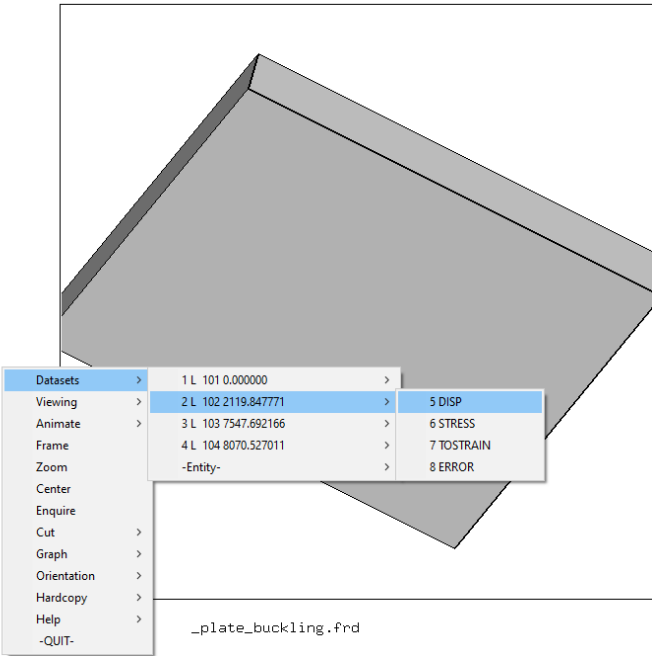 Datasets
Viewing
Animate
Frame
Zoom
Center
Enquire
Cut
Graph
Orientation
Hardcopy
Help
-QUIT-
1 L 101 0.000000
2 L 102 2119.847771
3 L 103 7547.692166
4 L 104 8070.527011
-Entity-
5 DISP
6 STRESS
7 TOSTRAIN
8 ERROR
_plate_buckling.frd